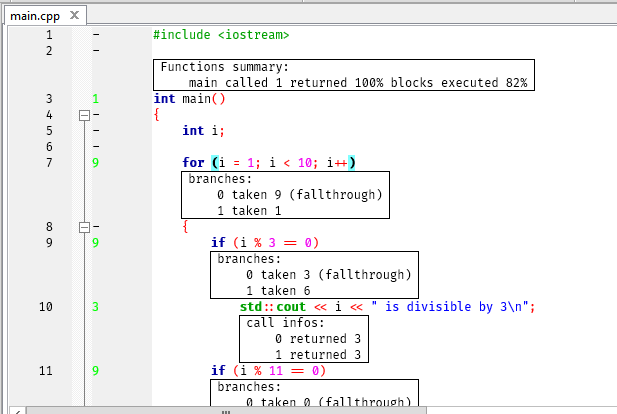 main.cpp X
1 - #include <iostream>
2 -
Functions summary:
main called 1 returned 100% blocks executed 82%
3 1 int main()
4 - {
5 - int i;
6 -
7 9 for (i = 1; i < 10; i++)
branches:
0 taken 9 (fallthrough)
1 taken 1
8 - {
9 9 if (i % 3 == 0)
branches:
0 taken 3 (fallthrough)
1 taken 6
10 3 std::cout << i << " is divisible by 3\n";
call infos:
0 returned 3
1 returned 3
11 9 if (i % 11 == 0)
branches:
0 taken 0 (fallthrough)